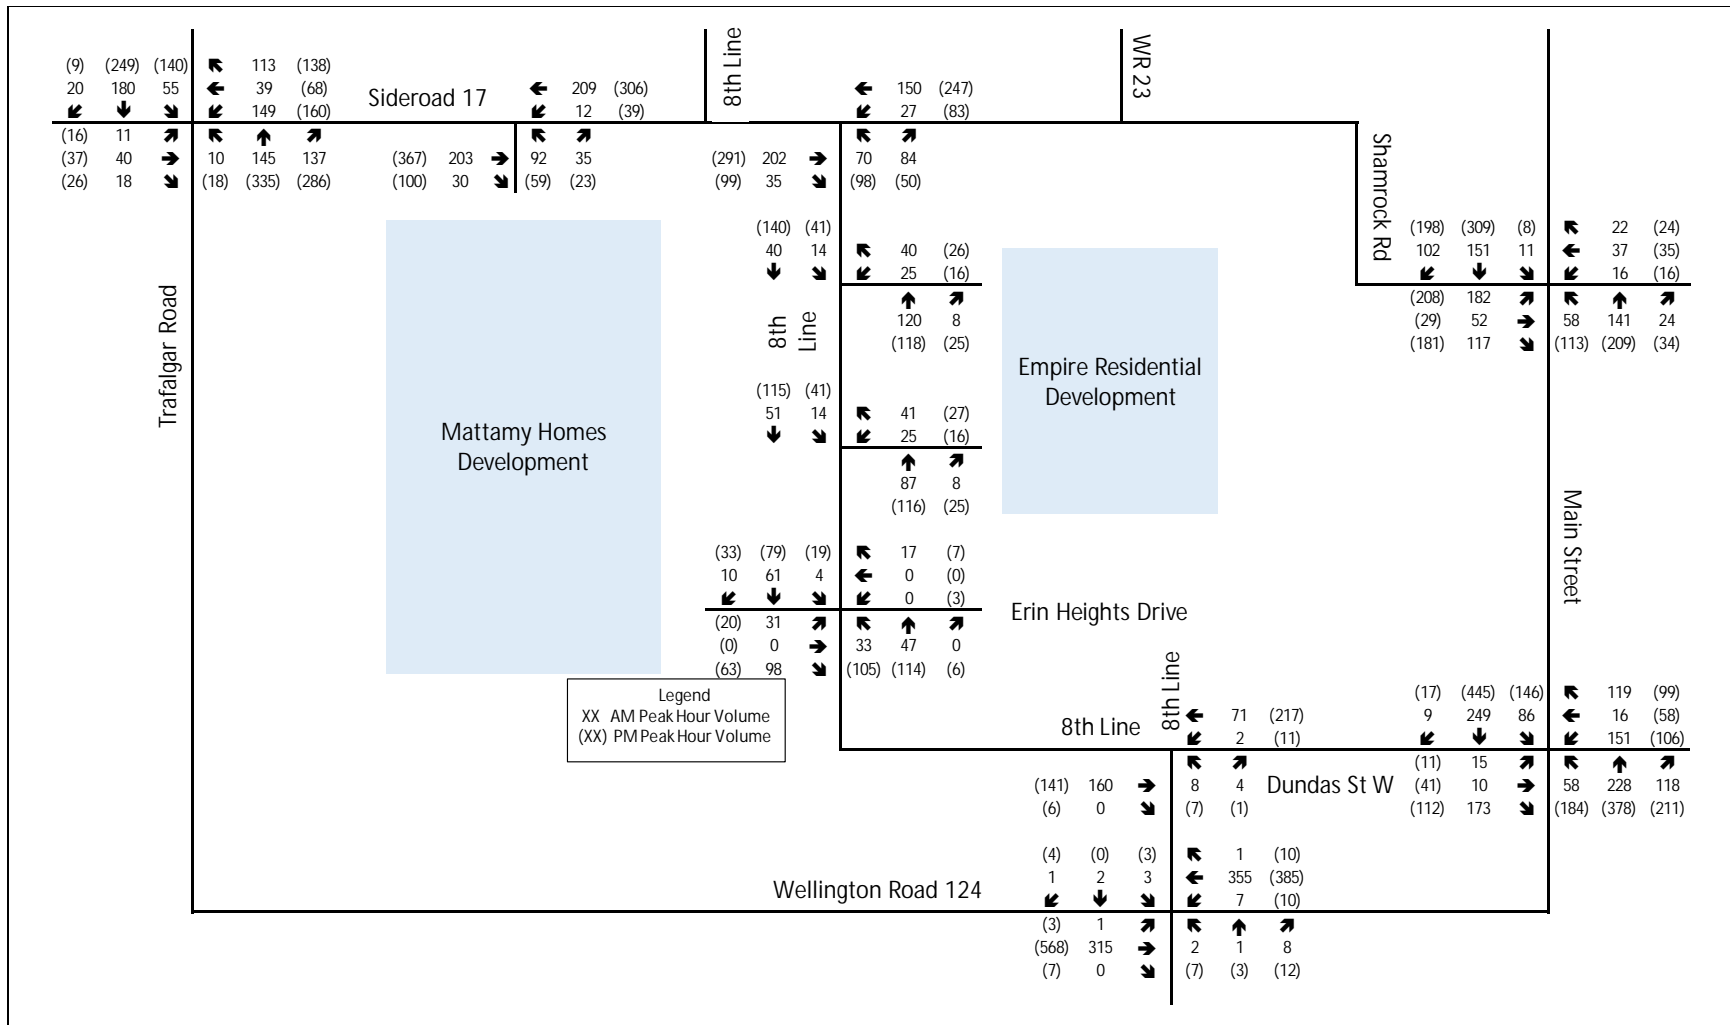 (9) (249) (140) 113 (138)
20 180 55 39 (68)
149 (160)
(16) 11
(37) 40 10 145 137
(26) 18 (18) (335) (286)
Sideroad 17
209 (306)
12 (39)
(367) 203 92 35
(100) 30 (59) (23)
8th Line
150 (247)
27 (83)
(291) 202 70 84
(99) 35 (98) (50)
WR 23
Shamrock Rd
(198) (309) (8) 22 (24)
102 151 11 37 (35)
16 (16)
(208) 182
(29) 52 58 141 24
(181) 117 (113) (209) (34)
Trafalgar Road
(140) (41)
40 14 40 (26)
25 (16)
120 8
(118) (25)
8th
Line
Mattamy Homes
Development
Empire Residential
Development
(115) (41)
51 14 41 (27)
25 (16)
87 8
(116) (25)
Main Street
(33) (79) (19) 17 (7)
10 61 4 0 (0)
0 (3)
Erin Heights Drive
(20) 31
(0) 0 33 47 0
(63) 98 (105) (114) (6)
Legend
XX AM Peak Hour Volume
(XX) PM Peak Hour Volume
8th Line
8th Line
71 (217)
2 (11)
(141) 160 8 4
(6) 0 (7) (1)
Dundas St W
(17) (445) (146) 119 (99)
9 249 86 16 (58)
151 (106)
(11) 15
(41) 10 58 228 118
(112) 173 (184) (378) (211)
Wellington Road 124
(4) (0) (3) 1 (10)
1 2 3 355 (385)
7 (10)
(3) 1
(568) 315 2 1 8
(7) 0 (7) (3) (12)